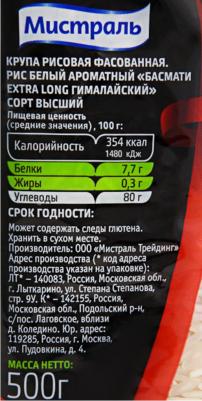 Мистраль
КРУПА РИСОВАЯ ФАСОВАННАЯ.
РИС БЕЛЫЙ АРОМАТНЫЙ «БАСМАТИ
EXTRA LONG ГИМАЛАЙСКИЙ»
СОРТ ВЫСШИЙ
Пищевая ценность
(средние значения), 100 г:
Калорийность 354 ккал
1480 кДж
Белки 7,7 г
Жиры 0,3 г
Углеводы 80 г
СРОК ГОДНОСТИ:
Может содержать следы глютена.
Хранить в сухом месте.
Производитель: ООО «Мистраль Трейдинг»
Адрес производства (* код адреса
производства указан на упаковке):
ЛТ* – 140083, Россия, Московская обл.,
г. Лыткарино, ул. Степана Степанова,
стр. 9У. К* – 142155, Россия,
Московская обл., Подольский р-н,
с/пос. Лаговское, вблизи
д. Коледино. Юр. адрес:
119285, Россия, г. Москва,
ул. Пудовкина, д. 4.
МАССА НЕТТО:
500г